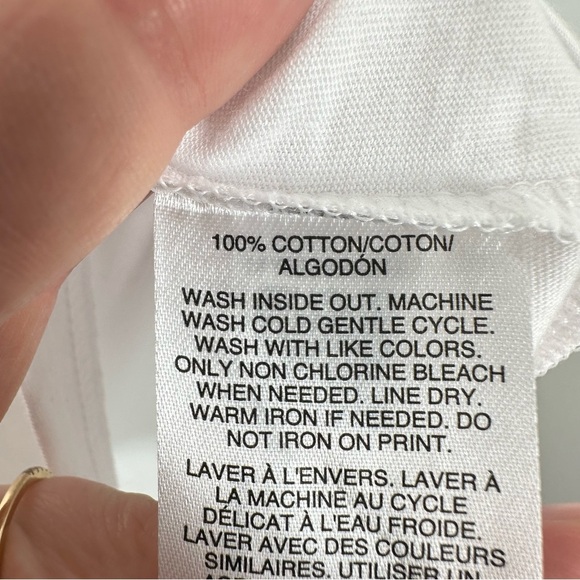 100% COTTON/COTON/
ALGODÓN
WASH INSIDE OUT. MACHINE
WASH COLD GENTLE CYCLE.
WASH WITH LIKE COLORS.
ONLY NON CHLORINE BLEACH
WHEN NEEDED. LINE DRY.
WARM IRON IF NEEDED. DO
NOT IRON ON PRINT.
LAVER À L'ENVERS. LAVER À
LA MACHINE AU CYCLE
DÉLICAT À L'EAU FROIDE.
LAVER AVEC DES COULEURS
SIMILAIRES. UTILISER UN